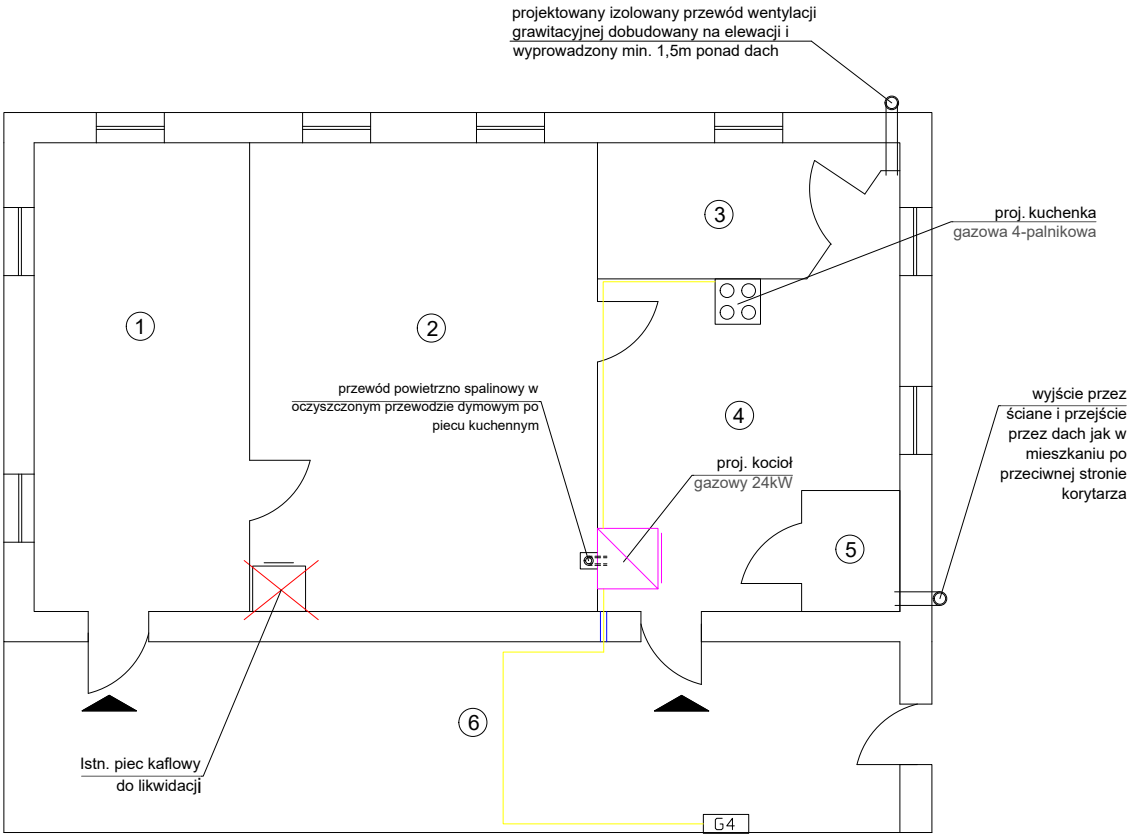 projektowany izolowany przewód wentylacji
grawitacyjnej dobudowany na elewacji i
wyprowadzony min. 1,5m ponad dach
3
proj. kuchenka
gazowa 4-palnikowa
1
2
przewód powietrzno spalinowy w
oczyszczonym przewodzie dymowym po
piecu kuchennym
4
wyjście przez
ściane i przejście
przez dach jak w
mieszkaniu po
przeciwnej stronie
korytarza
proj. kocioł
gazowy 24kW
5
6
Istn. piec kaflowy
do likwidacji
G4